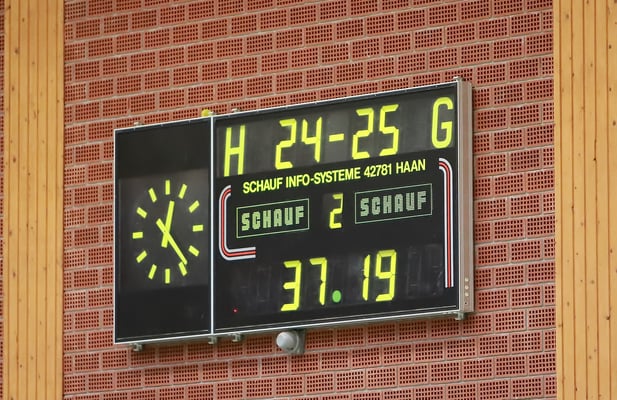 H 24-25 G
SCHAUF INFO-SYSTEME 42781 HAAN
SCHAUF 2 SCHAUF
37.19